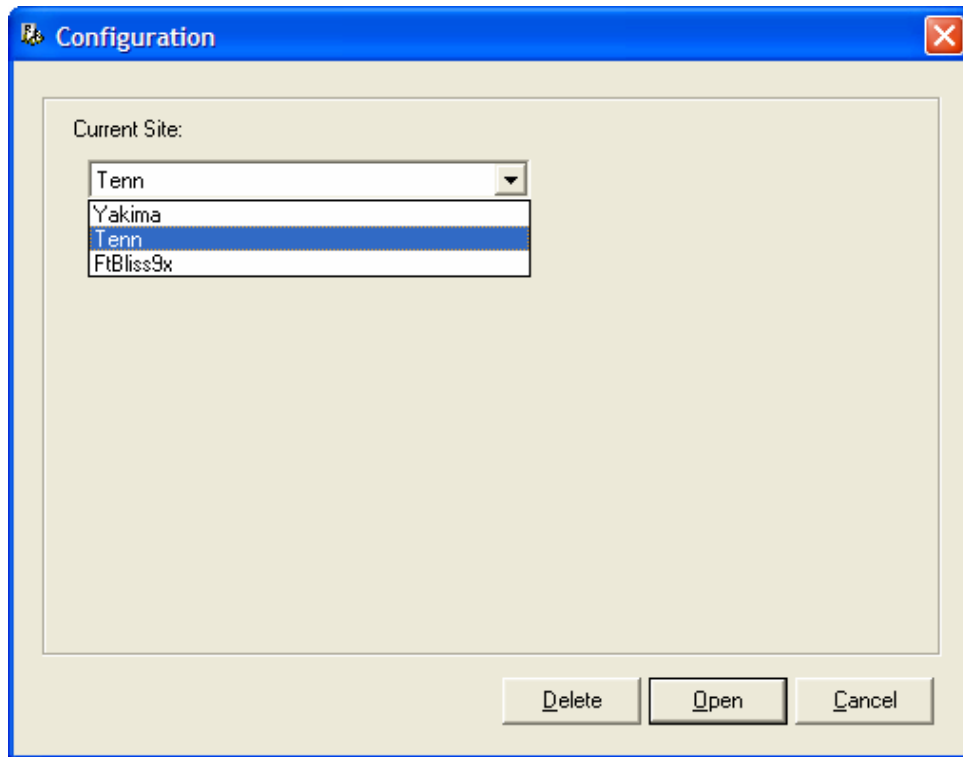 Configuration
Current Site:
Tenn
Yakima
Tenn
FtBliss9x
Delete Open Cancel